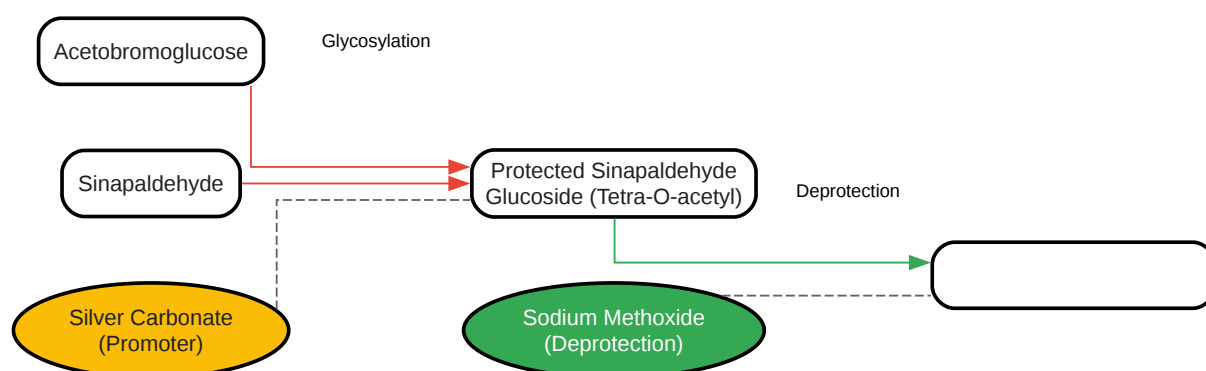 Acetobromoglucose
Glycosylation
Sinapaldehyde
Protected Sinapaldehyde
Glucoside (Tetra-O-acetyl)
Deprotection
Silver Carbonate
(Promoter)
Sodium Methoxide
(Deprotection)